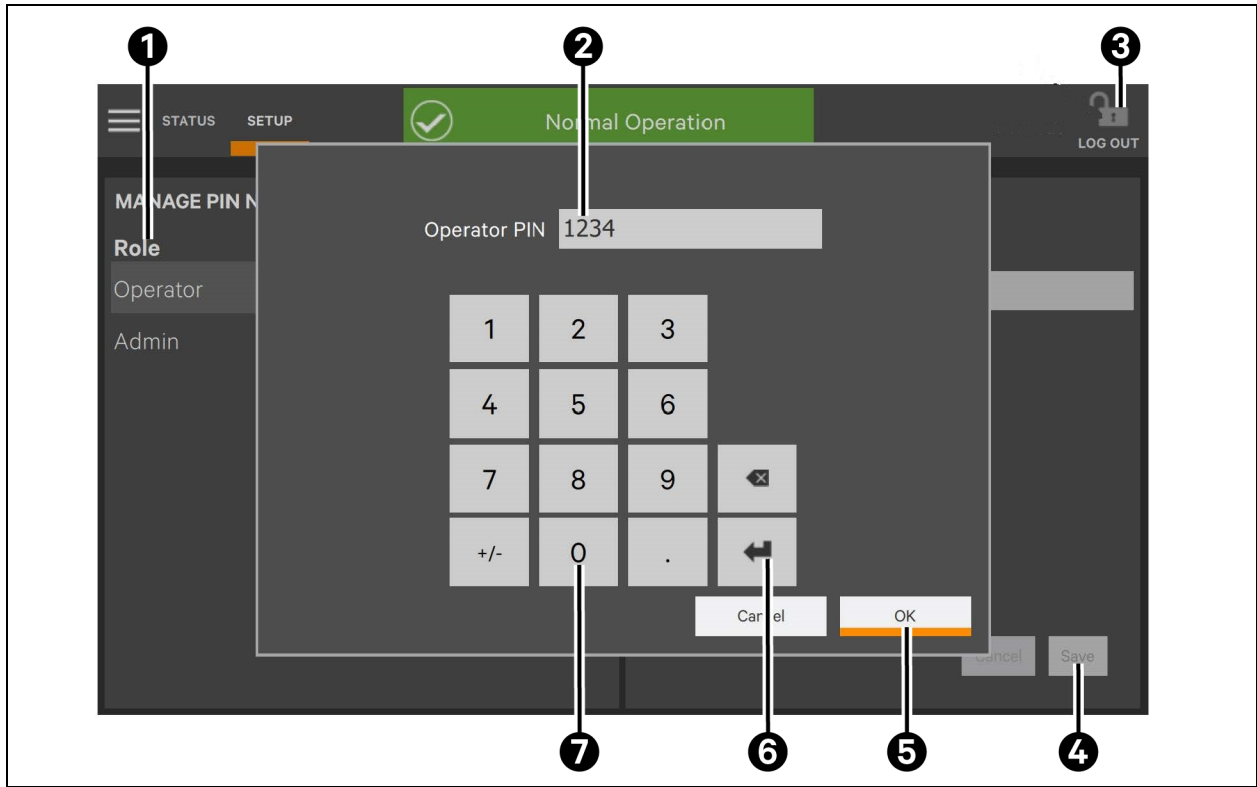 1 2 3
STATUS SETUP Normal Operation
LOG OUT
MANAGE PIN N
Operator PIN 1234
Role
Operator
Admin
1 2 3
4 5 6
7 8 9
+/- 0 .
Cancel OK
Cancel Save
7 6 5 4